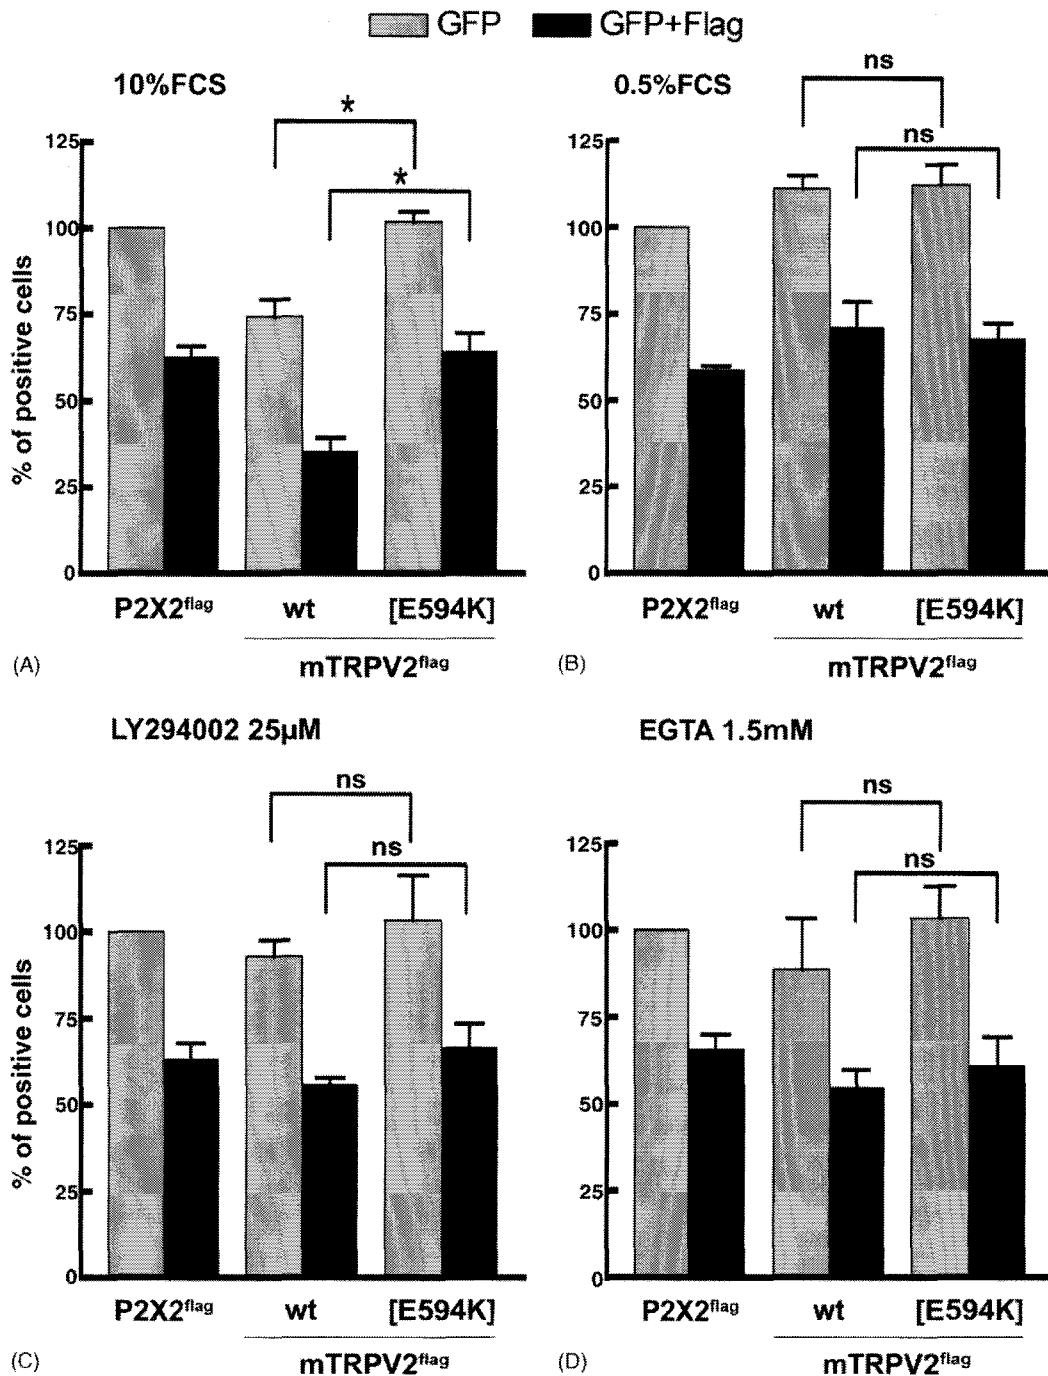 GFP GFP+Flag
10%FCS
*
*
% of positive cells
125
100
75
50
25
0
P2X2flag wt [E594K]
mTRPV2flag
(A)
0.5%FCS
ns
ns
125
100
75
50
25
0
P2X2flag wt [E594K]
mTRPV2flag
(B)
LY294002 25µM
ns
ns
% of positive cells
125
100
75
50
25
0
P2X2flag wt [E594K]
mTRPV2flag
(C)
EGTA 1.5mM
ns
ns
125
100
75
50
25
0
P2X2flag wt [E594K]
mTRPV2flag
(D)